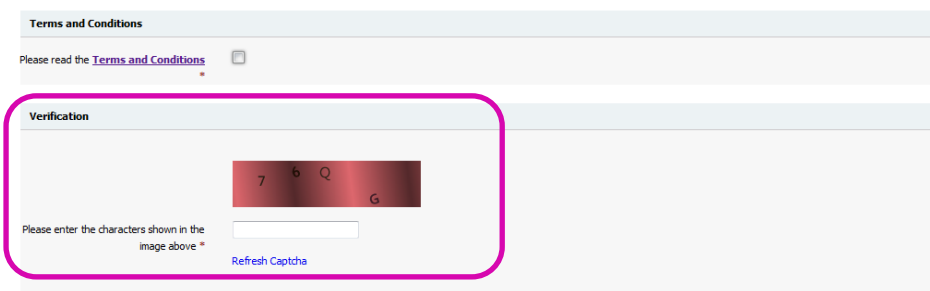 Terms and Conditions
Please read the Terms and Conditions
*
Verification
7 6 Q G
Please enter the characters shown in the
image above *
Refresh Captcha